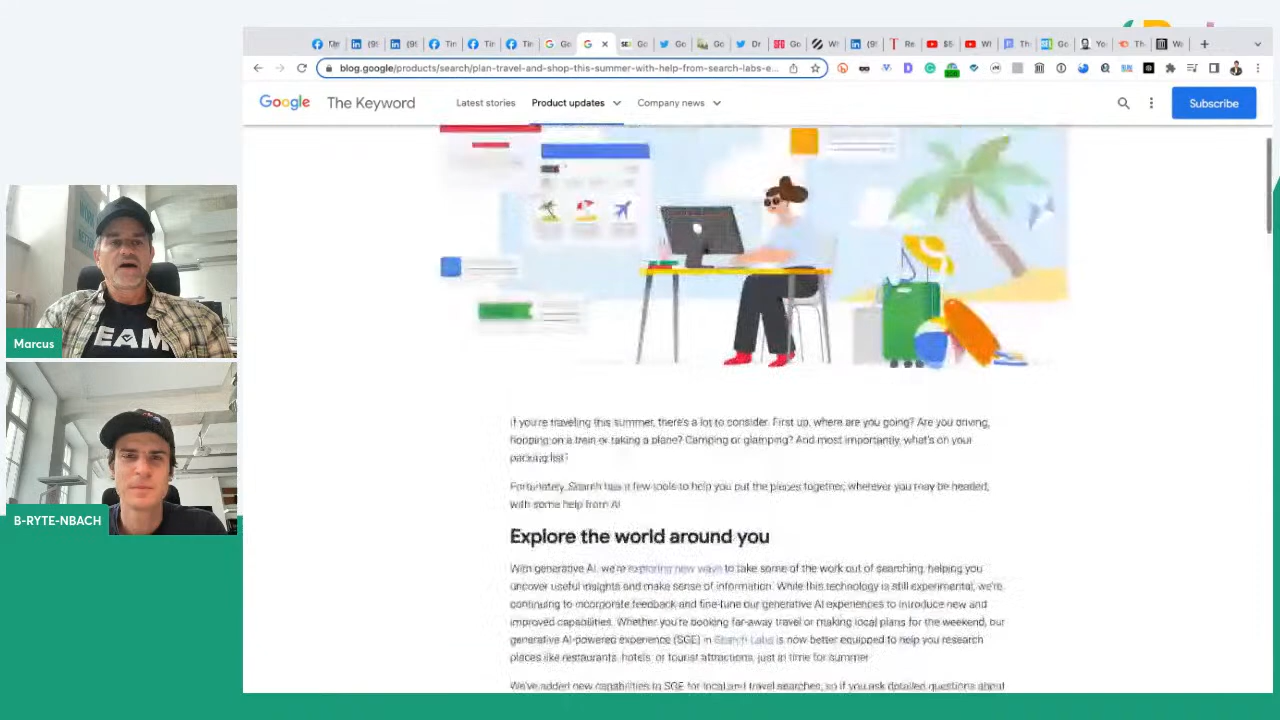 blog.google/products/search/plan-travel-and-shop-this-summer-with-help-from-search-labs-e...
Google The Keyword
Latest stories
Product updates
Company news
Subscribe
TEAM
Marcus
B-RYTE-NBACH
If you're traveling this summer, there's a lot to consider. First up, where are you going? Are you driving,
hopping on a train or taking a plane? Camping or glamping? And most importantly, what's on your
packing list?
Fortunately, Search has a few tools to help you put the pieces together, wherever you may be headed,
with some help from AI
Explore the world around you
With generative AI, we're exploring new ways to take some of the work out of searching, helping you
uncover useful insights and make sense of information. While this technology is still experimental, we're
continuing to incorporate feedback and fine-tune our generative AI experiences to introduce new and
improved capabilities. Whether you're booking far-away travel or making local plans for the weekend, our
generative AI-powered experience (SGE) in Search Labs is now better equipped to help you research
places like restaurants, hotels, or tourist attractions, just in time for summer
We've added new capabilities to SGE for local and travel searches, so if you ask detailed questions about